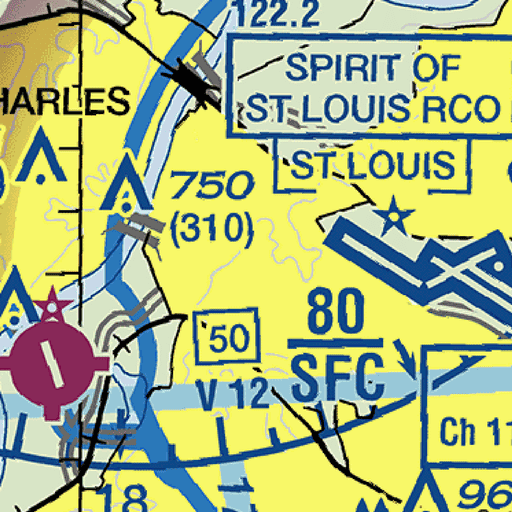 122.2
SPIRIT OF
ST LOUIS RCO
HARLES
ST LOUIS
750
(310)
80
SFC
50
V 12
Ch 11
18
96